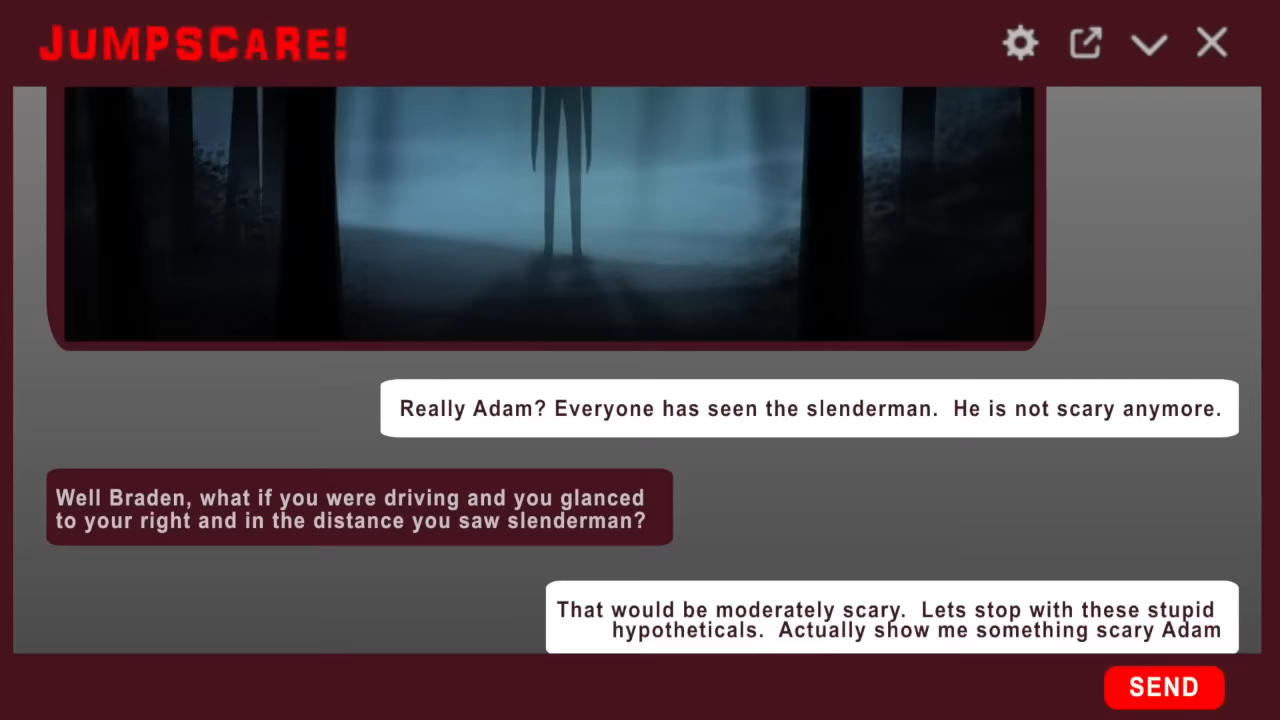 JUMPSCARE!
Really Adam? Everyone has seen the slenderman.  He is not scary anymore.
Well Braden, what if you were driving and you glanced
to your right and in the distance you saw slenderman?
That would be moderately scary.  Lets stop with these stupid
hypotheticals.  Actually show me something scary Adam
SEND